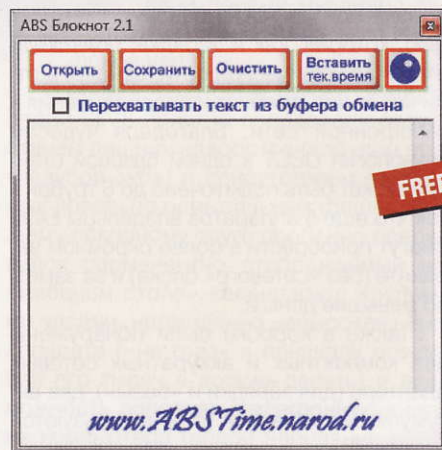 ABS Блокнот 2.1
Открыть Сохранить Очистить Вставить тек.время
Перехватывать текст из буфера обмена
www.ABSTime.narod.ru